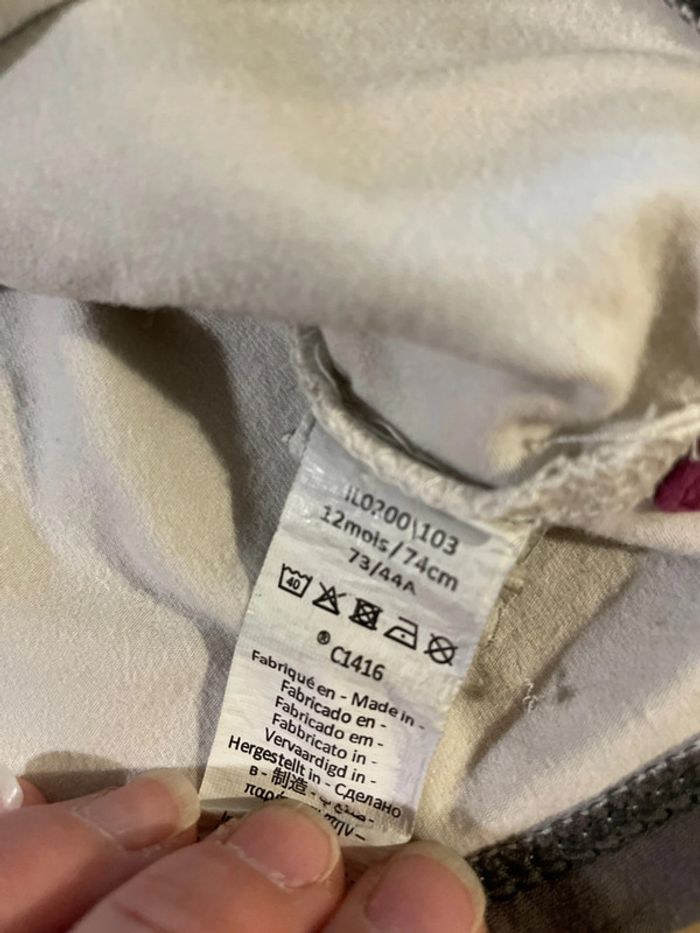 IL0200\103
12mois/74cm
73/44A
40
® C1416
Fabriqué en - Made in -
Fabricado en -
Fabricado em -
Fabbricato in -
Vervaardigd in -
Hergestellt in - Сделано
в - 制造 -